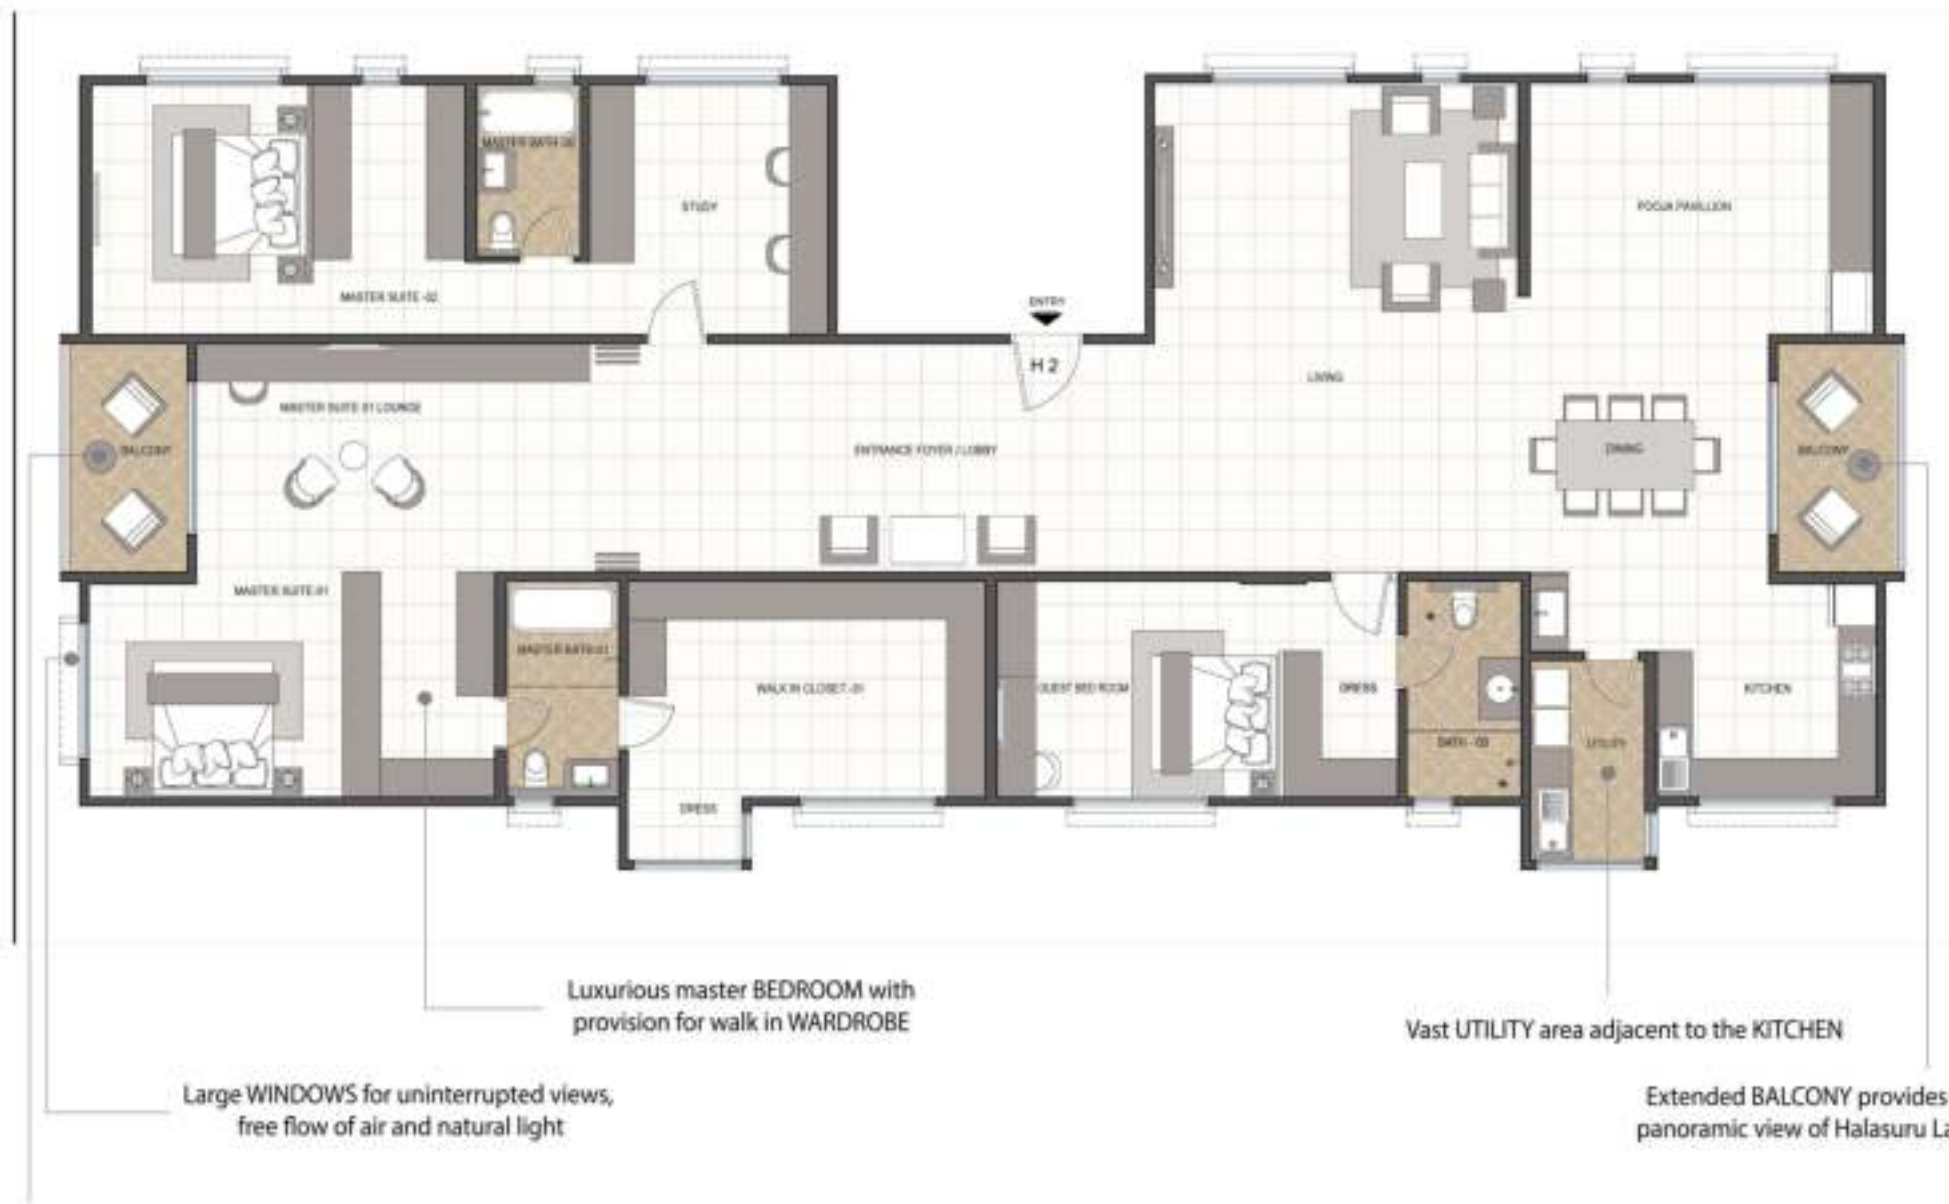 MASTER BATH-02
STUDY
POOJA PAVILLION
MASTER SUITE -02
ENTRY
H 2
LIVING
MASTER SUITE 01 LOUNGE
BALCONY
ENTRANCE FOYER / LOBBY
DINING
BALCONY
MASTER SUITE-01
MASTER BATH-01
WALK IN CLOSET -01
GUEST BED ROOM
DRESS
KITCHEN
BATH - 03
UTILITY
DRESS
Luxurious master BEDROOM with
provision for walk in WARDROBE
Vast UTILITY area adjacent to the KITCHEN
Large WINDOWS for uninterrupted views,
free flow of air and natural light
Extended BALCONY provides
panoramic view of Halasuru La